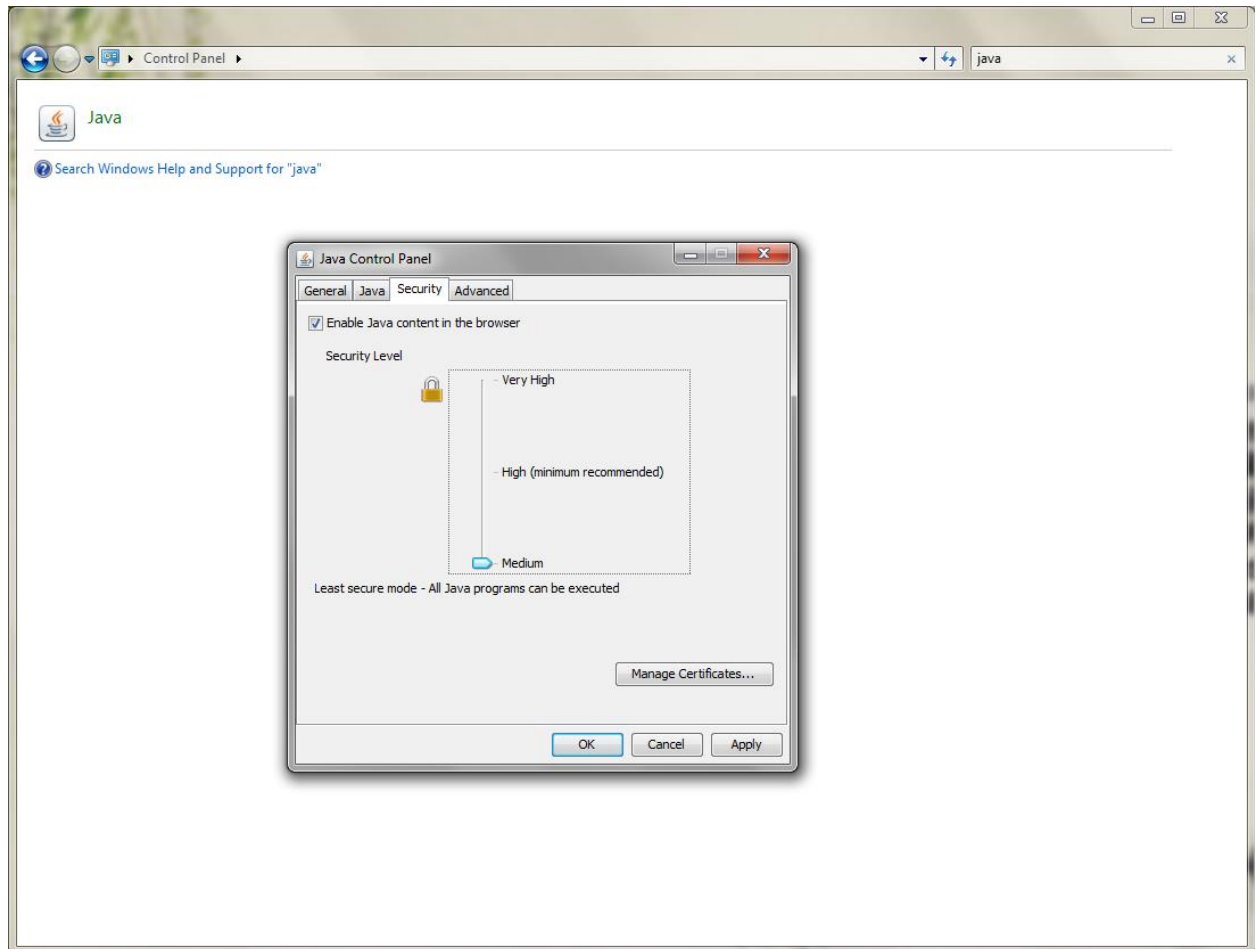 Control Panel
java
Java
Search Windows Help and Support for "java"
Java Control Panel
General Java Security Advanced
Enable Java content in the browser
Security Level
Very High
High (minimum recommended)
Medium
Least secure mode - All Java programs can be executed
Manage Certificates...
OK Cancel Apply